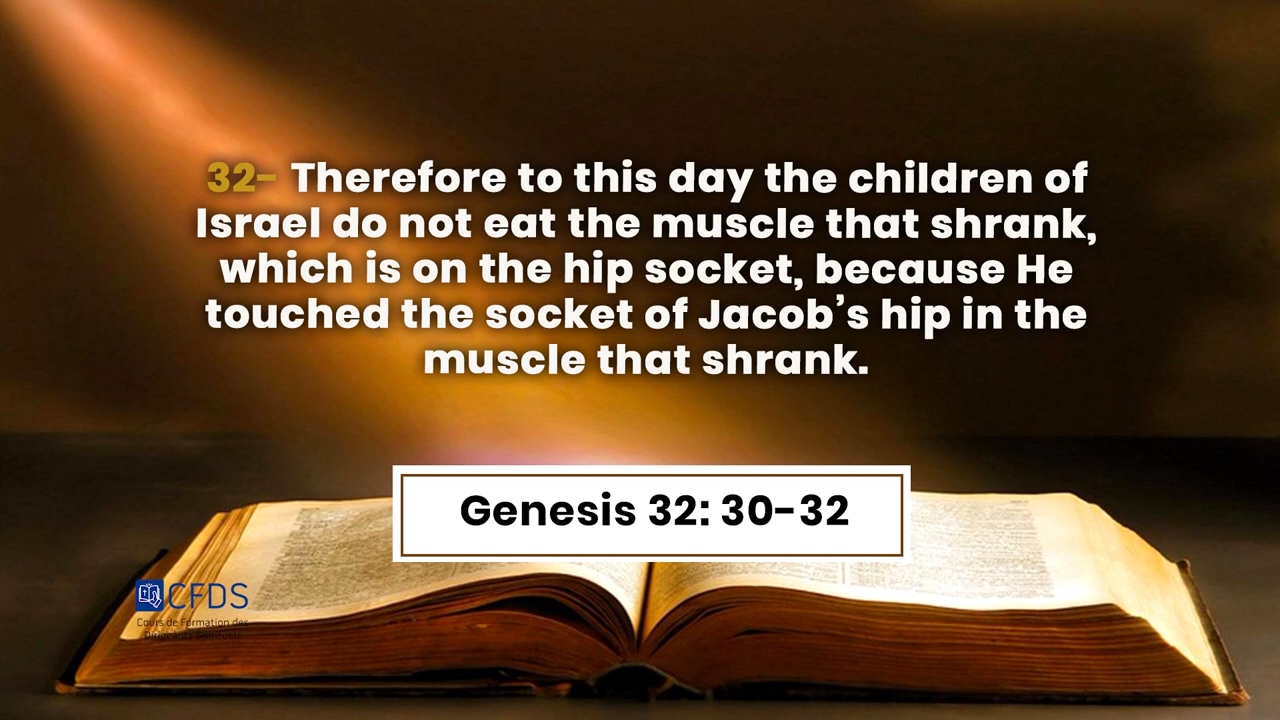 32- Therefore to this day the children of
Israel do not eat the muscle that shrank,
which is on the hip socket, because He
touched the socket of Jacob’s hip in the
muscle that shrank.
Genesis 32: 30-32
CFDS
Cours de Formation des
Dirigeants Spirituels